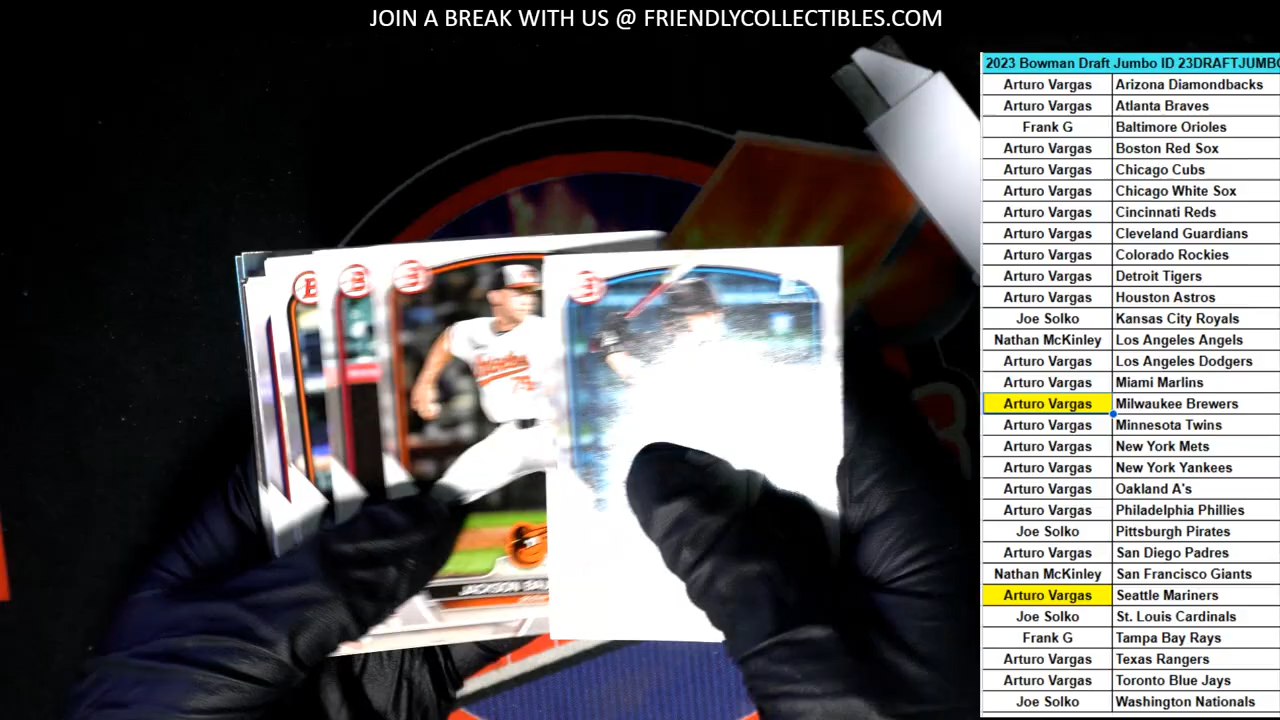 JOIN A BREAK WITH US @ FRIENDLYCOLLECTIBLES.COM
2023 Bowman Draft Jumbo ID 23DRAFTJUMBO
Arturo Vargas Arizona Diamondbacks
Arturo Vargas Atlanta Braves
Frank G Baltimore Orioles
Arturo Vargas Boston Red Sox
Arturo Vargas Chicago Cubs
Arturo Vargas Chicago White Sox
Arturo Vargas Cincinnati Reds
Arturo Vargas Cleveland Guardians
Arturo Vargas Colorado Rockies
Arturo Vargas Detroit Tigers
Arturo Vargas Houston Astros
Joe Solko Kansas City Royals
Nathan McKinley Los Angeles Angels
Arturo Vargas Los Angeles Dodgers
Arturo Vargas Miami Marlins
Arturo Vargas Milwaukee Brewers
Arturo Vargas Minnesota Twins
Arturo Vargas New York Mets
Arturo Vargas New York Yankees
Arturo Vargas Oakland A's
Arturo Vargas Philadelphia Phillies
Joe Solko Pittsburgh Pirates
Arturo Vargas San Diego Padres
Nathan McKinley San Francisco Giants
Arturo Vargas Seattle Mariners
Joe Solko St. Louis Cardinals
Frank G Tampa Bay Rays
Arturo Vargas Texas Rangers
Arturo Vargas Toronto Blue Jays
Joe Solko Washington Nationals
B
B
B
B
Orioles
JACKSON